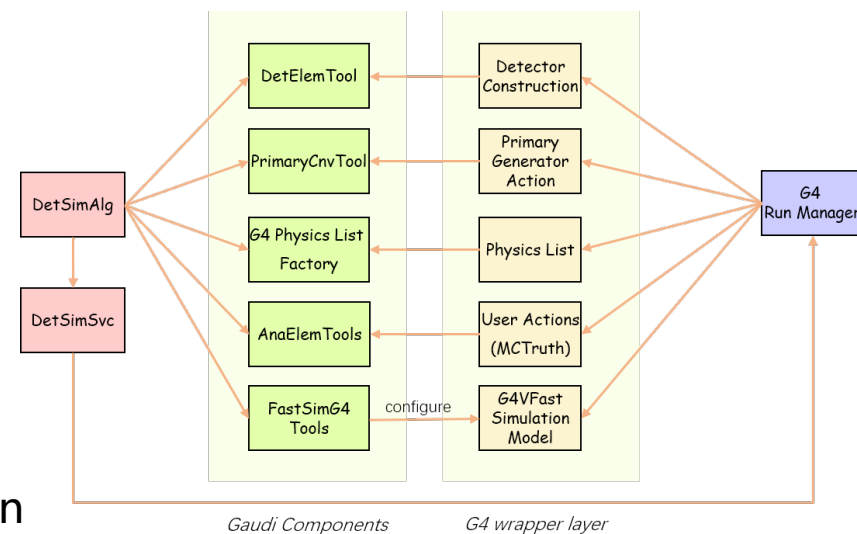 DetElemTool
Detector
Construction
PrimaryCnvTool
Primary
Generator
Action
DetSimAlg
G4
Run Manager
G4 Physics List
Factory
Physics List
DetSimSvc
AnaElemTools
User Actions
(MCTruth)
FastSimG4
Tools
configure
G4VFast
Simulation
Model
n
Gaudi Components
G4 wrapper layer